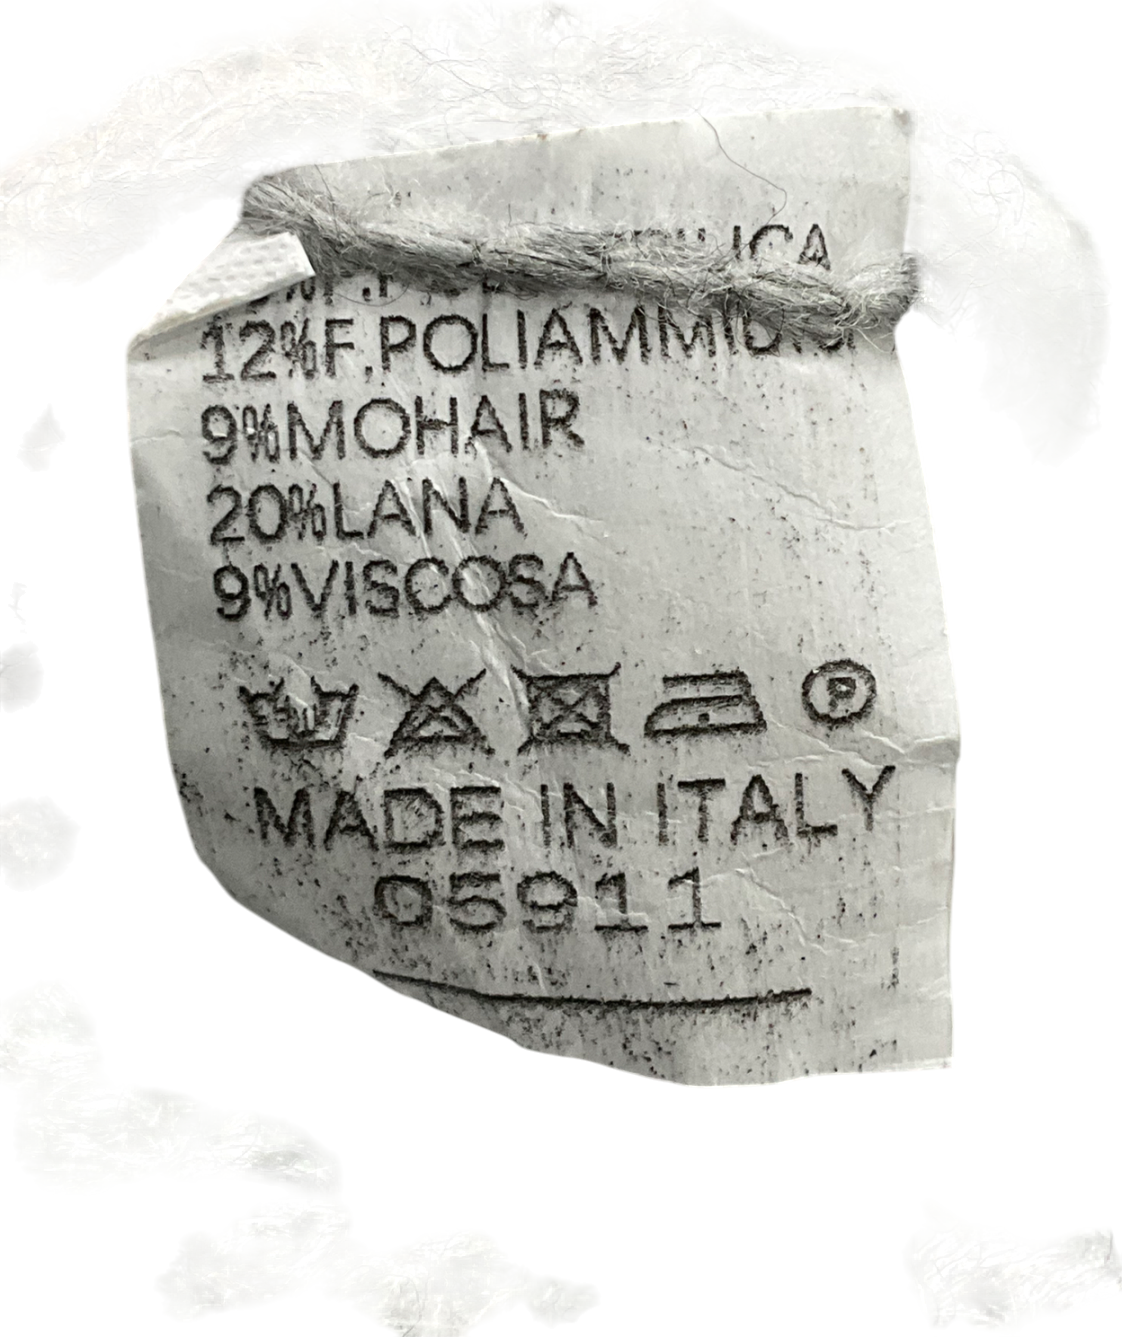 12%F.POLIAMMIDICA
9%MOHAIR
20%LANA
9%VISCOSA
P
MADE IN ITALY
05911